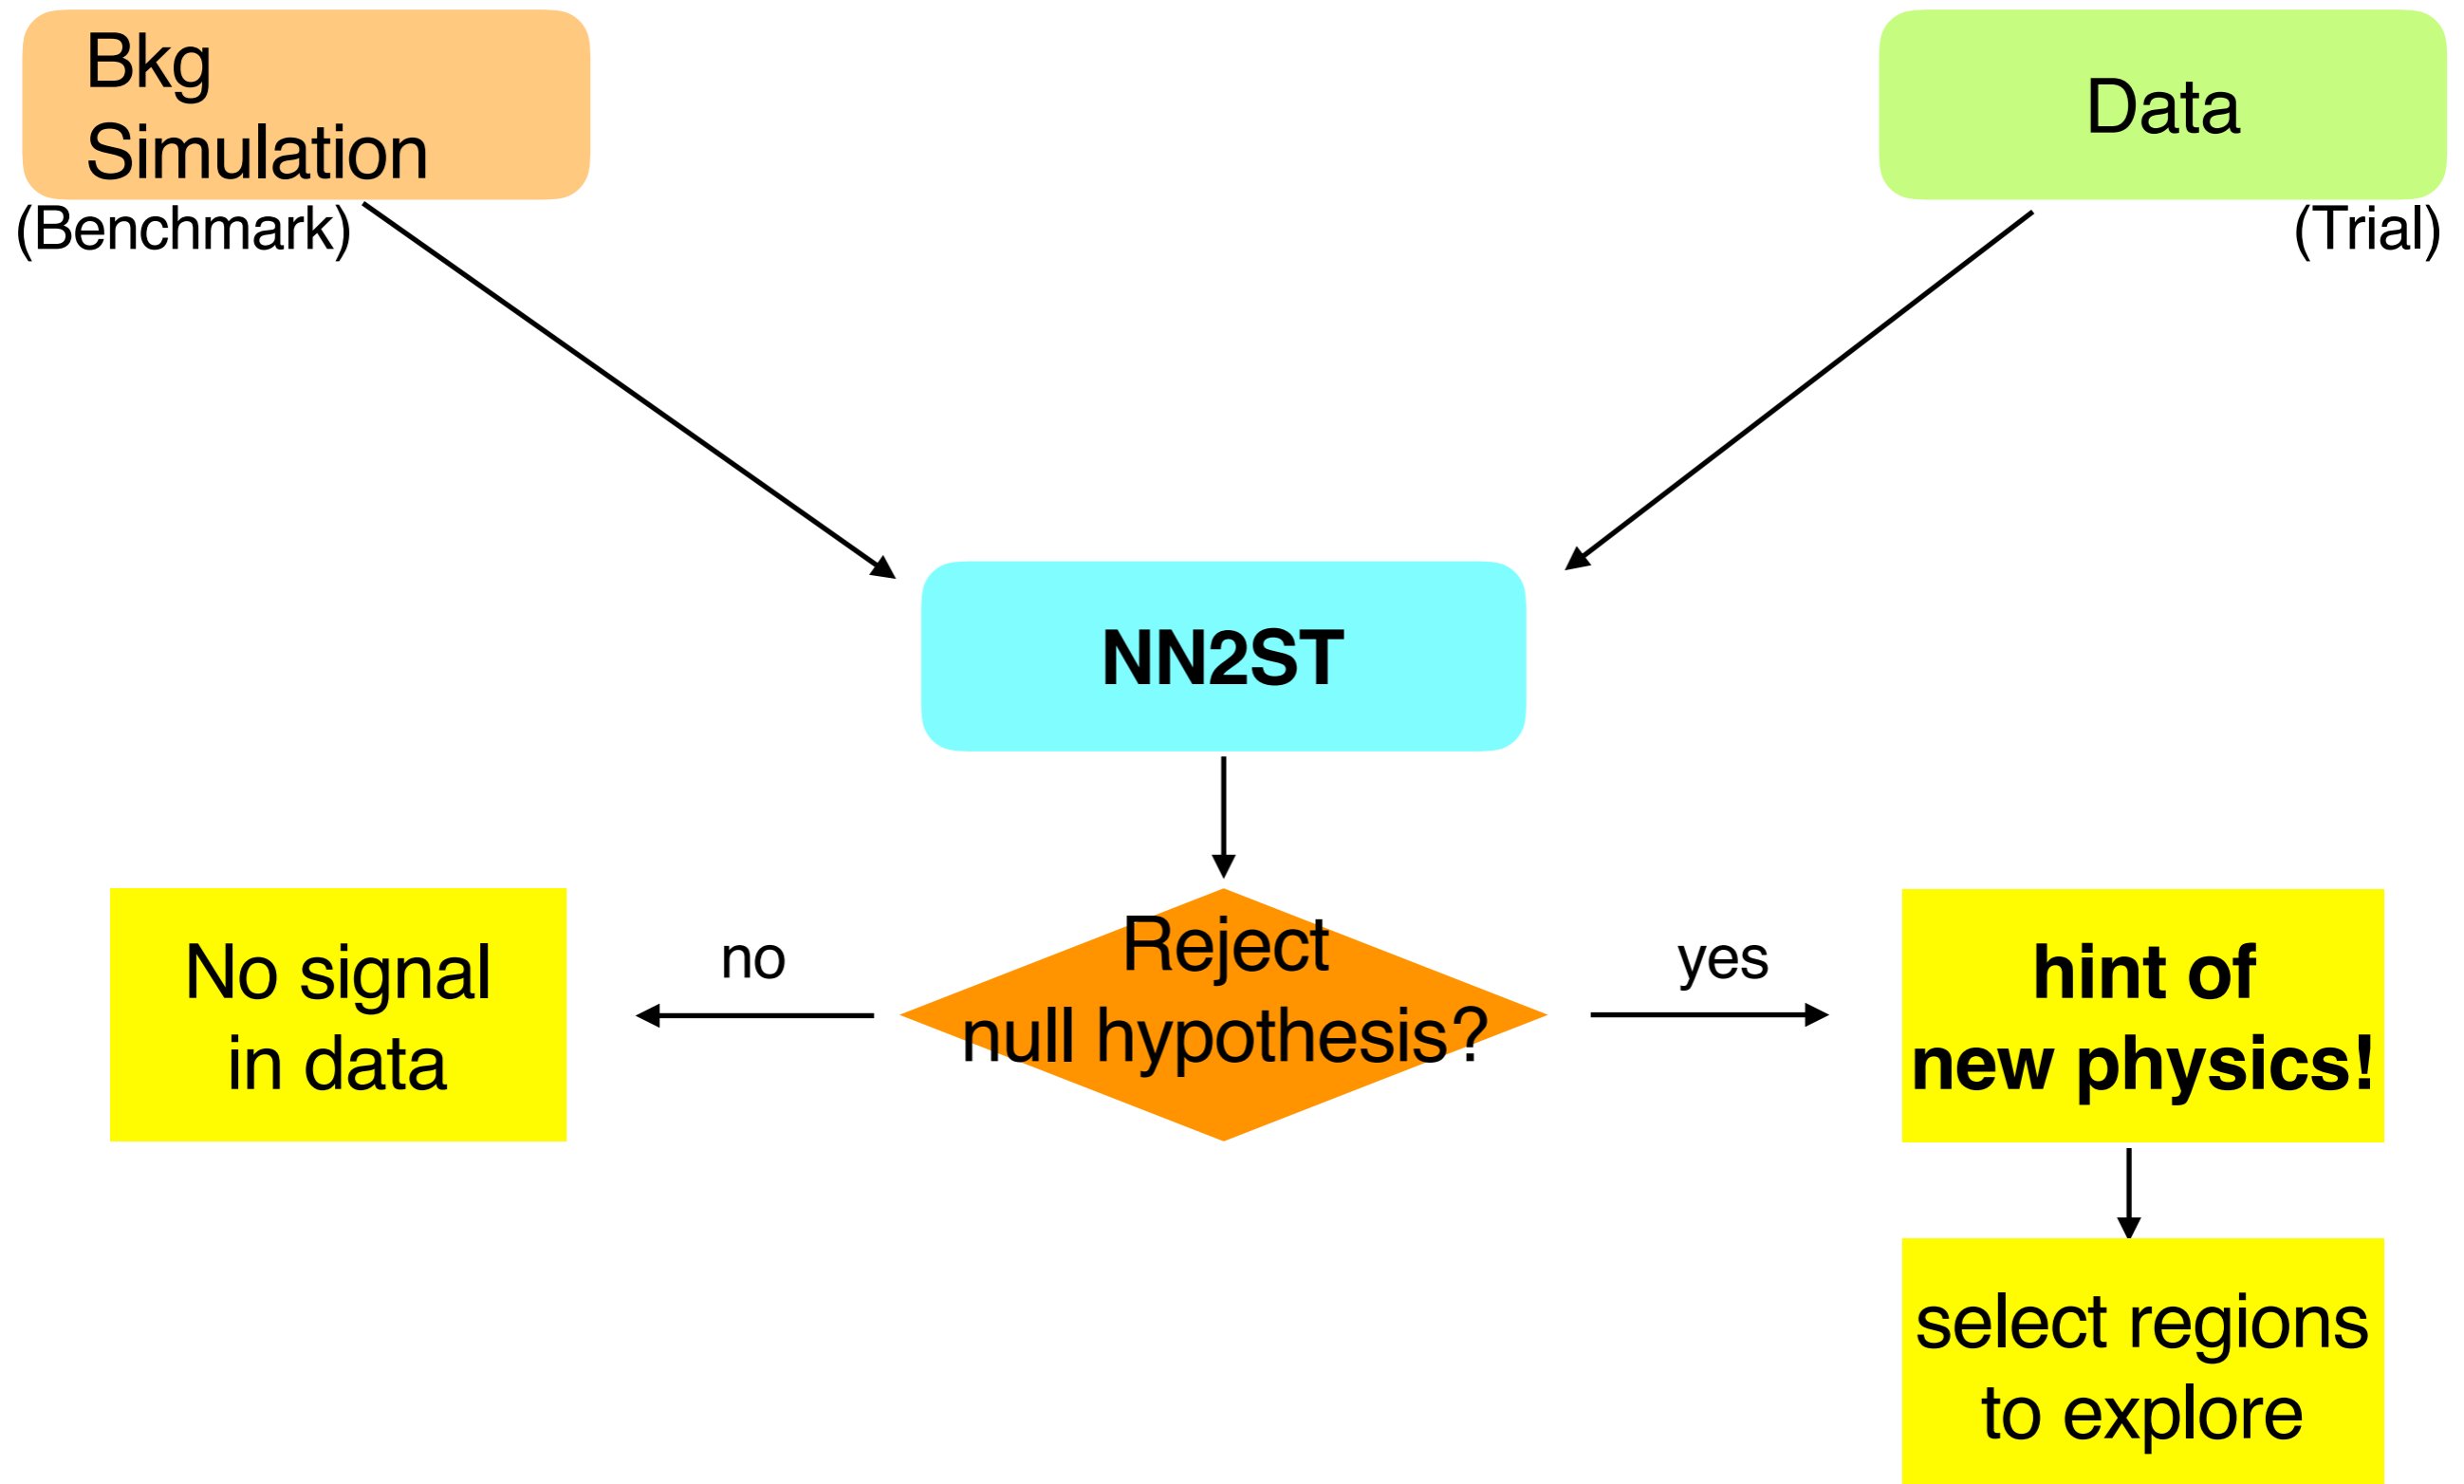 Bkg
Simulation
(Benchmark)
Data
(Trial)
NN2ST
Reject
null hypothesis?
no
yes
No signal
in data
hint of
new physics!
select regions
to explore